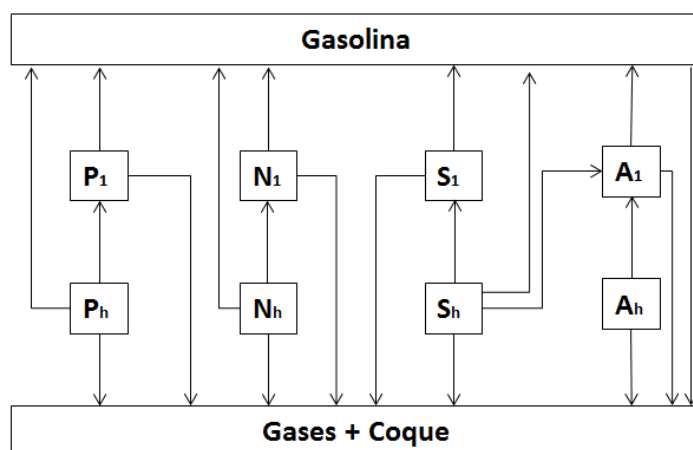 Gasolina
P1 N1 S1 A1
Ph Nh Sh Ah
Gases + Coque